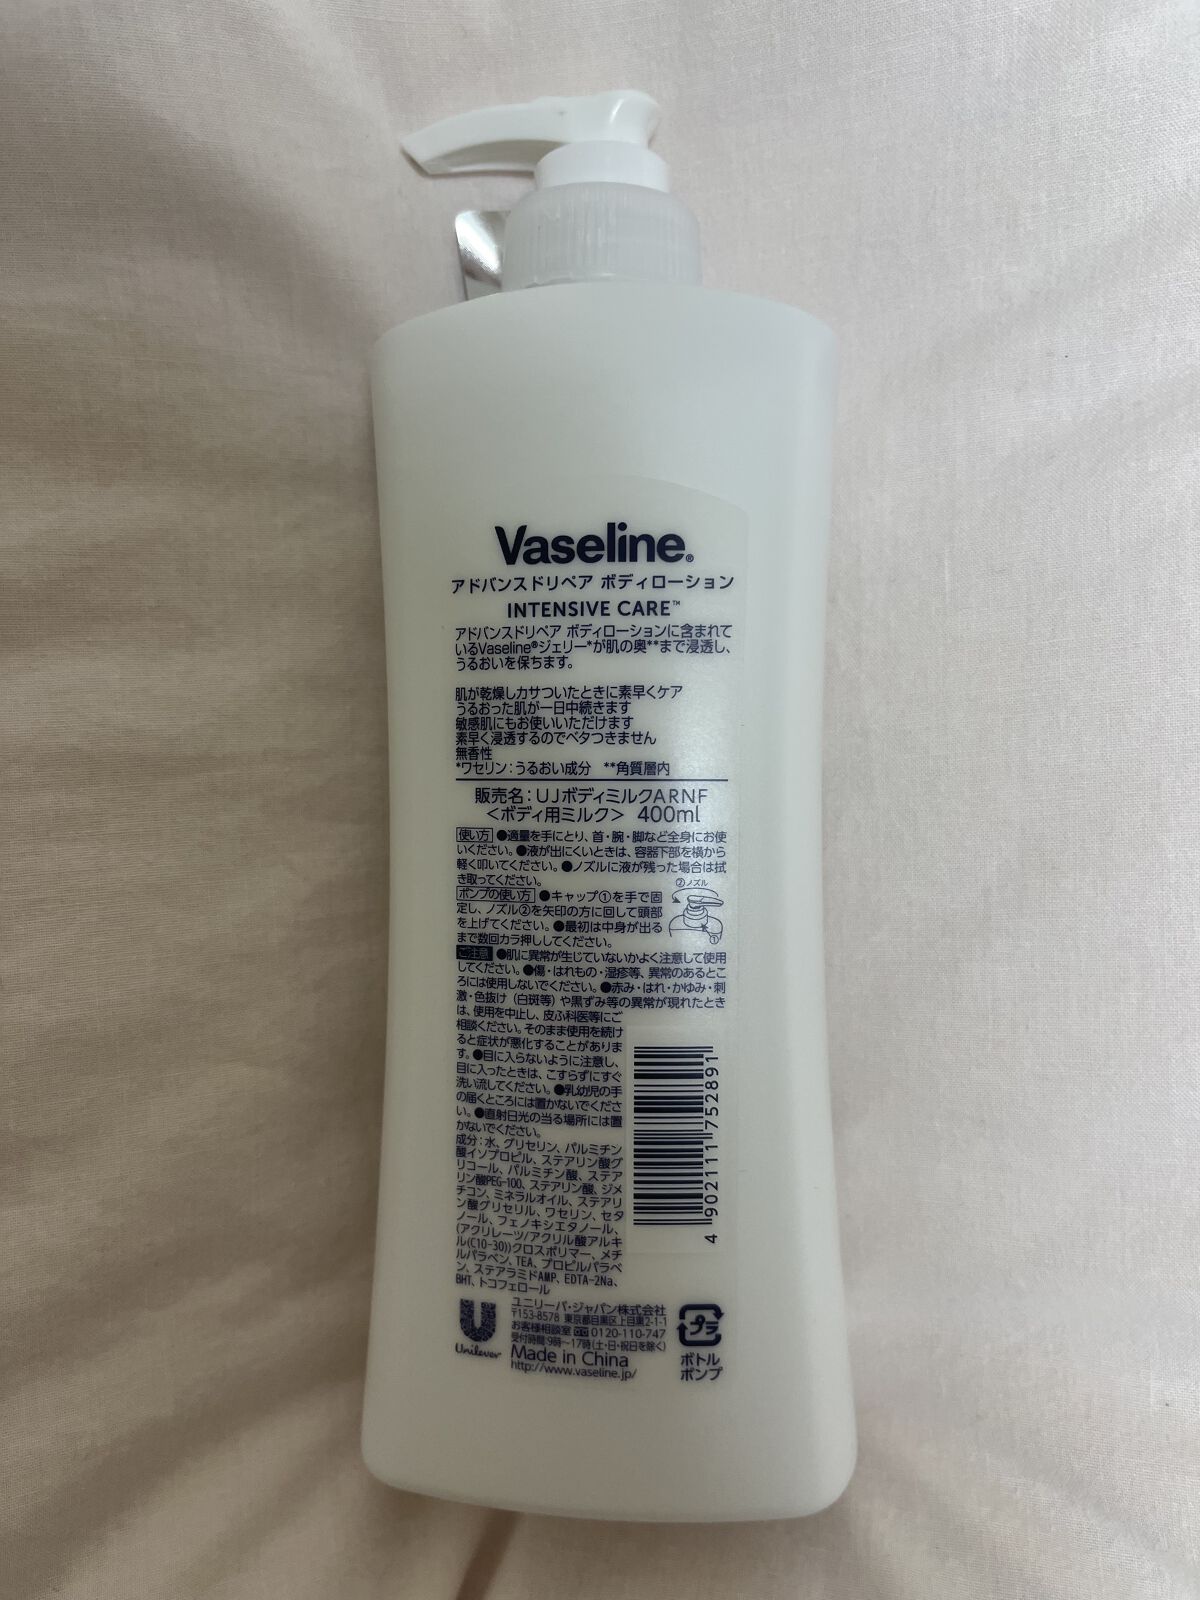 Vaseline®
アドバンスドリペア ボディローション
INTENSIVE CARE™
アドバンスドリペア ボディローションに含まれて
いるVaseline®ジェリー*が肌の奥**まで浸透し、
うるおいを保ちます。
肌が乾燥しカサついたときに素早くケア
うるおった肌が一日中続きます
敏感肌にもお使いいただけます
素早く浸透するのでベタつきません
無香性
*ワセリン：うるおい成分 **角質層内
販売名：UJボディミルクARNF
＜ボディ用ミルク＞ 400ml
使い方 ●適量を手にとり、首・腕・脚など全身にお使
いください。●液が出にくいときは、容器下部を横から
軽く叩いてください。●ノズルに液が残った場合は拭
き取ってください。
②ノズル
ポンプの使い方 ●キャップ①を手で固
定し、ノズル②を矢印の方に回して頭部
を上げてください。●最初は中身が出る
まで数回カラ押ししてください。
①
ご注意 ●肌に異常が生じていないかよく注意して使用
してください。●傷・はれもの・湿疹等、異常のあるとこ
ろには使用しないでください。●赤み・はれ・かゆみ・刺
激・色抜け（白斑等）や黒ずみ等の異常が現れたとき
は、使用を中止し、皮ふ科医等にご
相談ください。そのまま使用を続け
ると症状が悪化することがありま
す。●目に入らないように注意し、
目に入ったときは、こすらずにすぐ
洗い流してください。●乳幼児の手
の届くところには置かないでくださ
い。●直射日光の当る場所には置
かないでください。
成分：水、グリセリン、パルミチン
酸イソプロピル、ステアリン酸グ
リコール、パルミチン酸、ステア
リン酸PEG-100、ステアリン酸、ジメ
チコン、ミネラルオイル、ステアリ
ン酸グリセリル、ワセリン、セタ
ノール、フェノキシエタノール、
(アクリレーツ/アクリル酸アルキ
ル(C10-30))クロスポリマー、メチ
ルパラベン、TEA、プロピルパラベ
ン、ステアラミドAMP、EDTA-2Na、
BHT、トコフェロール
4 902111 752891
Unilever
ユニリーバ・ジャパン株式会社
〒153-8578 東京都目黒区上目黒2-1-1
お客様相談室 0120-110-747
受付時間 9時～17時(土・日・祝日を除く)
Made in China
http://www.vaseline.jp/
プラ
ボトル
ポンプ